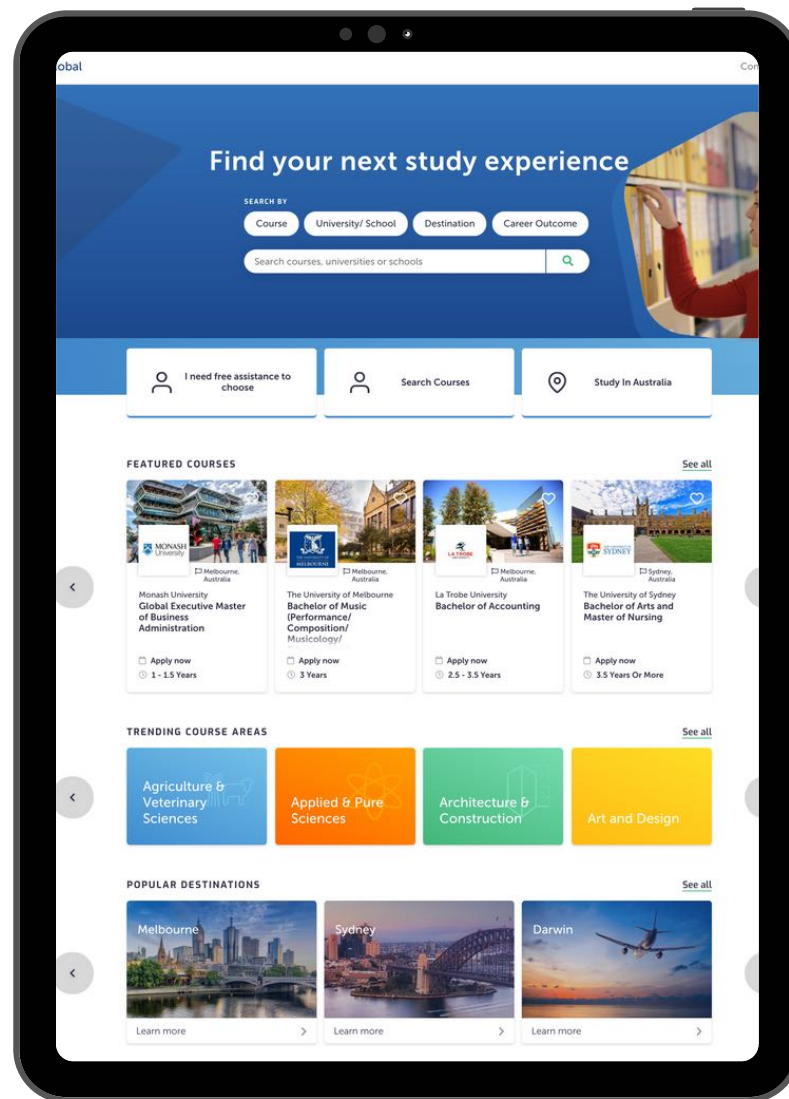 obal
Con
Find your next study experience
SEARCH BY
Course
University/ School
Destination
Career Outcome
Search courses, universities or schools
I need free assistance to
choose
Search Courses
Study In Australia
FEATURED COURSES
See all
MONASH
University
Melbourne,
Australia
Monash University
Global Executive Master
of Business
Administration
Apply now
1 - 1.5 Years
MELBOURNE
Melbourne,
Australia
The University of Melbourne
Bachelor of Music
(Performance/
Composition/
Musicology/
Apply now
3 Years
LA TROBE
Melbourne,
Australia
La Trobe University
Bachelor of Accounting
Apply now
2.5 - 3.5 Years
SYDNEY
Sydney,
Australia
The University of Sydney
Bachelor of Arts and
Master of Nursing
Apply now
3.5 Years Or More
TRENDING COURSE AREAS
See all
Agriculture &
Veterinary
Sciences
Applied & Pure
Sciences
Architecture &
Construction
Art and Design
POPULAR DESTINATIONS
See all
Melbourne
Learn more
Sydney
Learn more
Darwin
Learn more